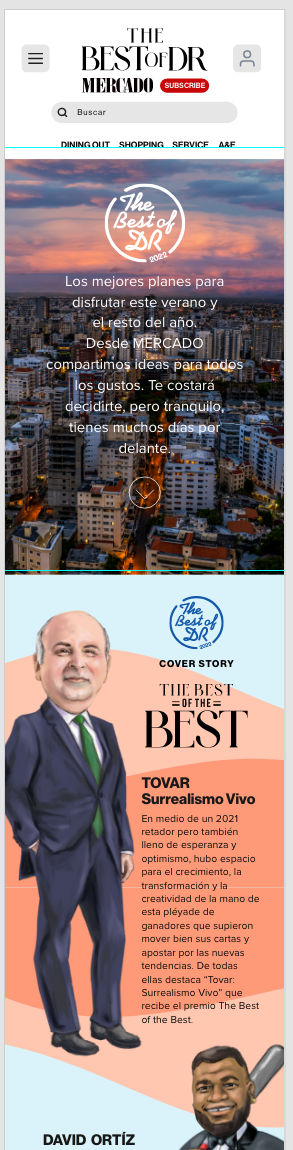 THE
BEST OF DR
MERCADO SUBSCRIBE
Buscar
DINING OUT SHOPPING SERVICE A&E
The
Best of
DR
2022
Los mejores planes para
disfrutar este verano y
el resto del año.
Desde MERCADO
compartimos ideas para todos
los gustos. Te costará
decidirte, pero tranquilo,
tienes muchos días por
delante.
The
Best of
DR
2022
COVER STORY
THE BEST
OF THE
BEST
TOVAR
Surrealismo Vivo
En medio de un 2021
retador pero también
lleno de esperanza y
optimismo, hubo espacio
para el crecimiento, la
transformación y la
creatividad de la mano de
esta pléyade de
ganadores que supieron
mover bien sus cartas y
apostar por las nuevas
tendencias. De todas
ellas destaca “Tovar:
Surrealismo Vivo” que
recibe el premio The Best
of the Best.
DAVID ORTÍZ